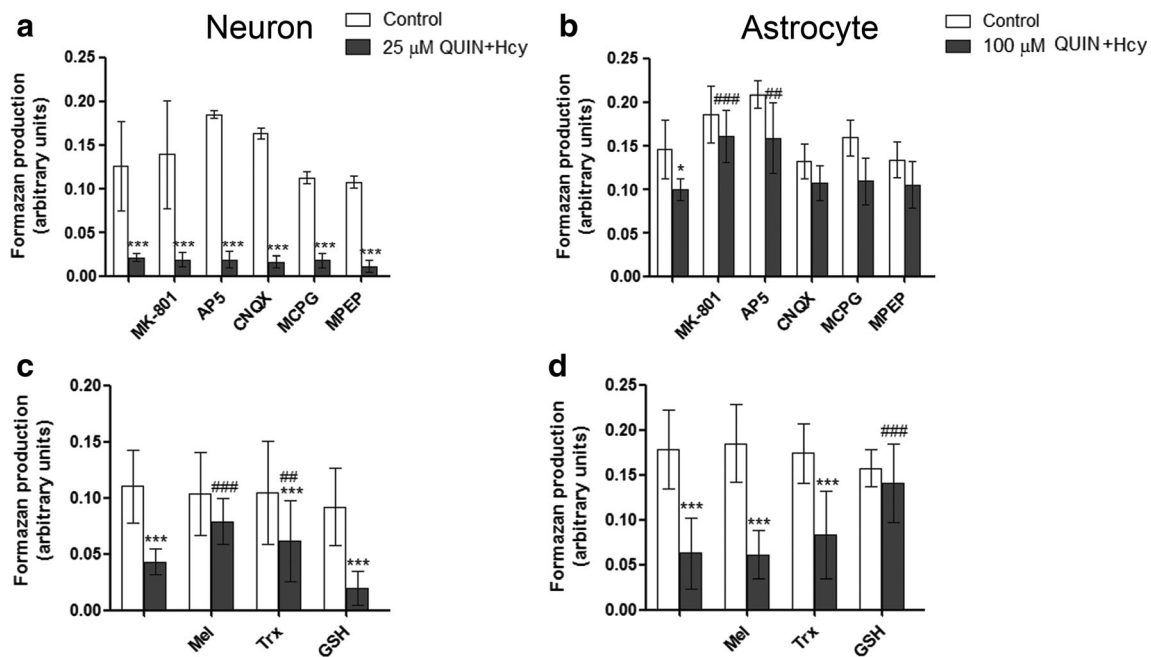 a
Neuron
Control
25 μM QUIN+Hcy
Formazan production
(arbitrary units)
0.25
0.20
0.15
0.10
0.05
0.00
***
***
***
***
***
***
MK-801
AP5
CNQX
MCPG
MPEP
b
Astrocyte
Control
100 μM QUIN+Hcy
Formazan production
(arbitrary units)
0.25
0.20
0.15
0.10
0.05
0.00
*
###
##
MK-801
AP5
CNQX
MCPG
MPEP
c
Formazan production
(arbitrary units)
0.20
0.15
0.10
0.05
0.00
***
###
##
***
***
Mel
Trx
GSH
d
Formazan production
(arbitrary units)
0.25
0.20
0.15
0.10
0.05
0.00
***
***
***
###
Mel
Trx
GSH